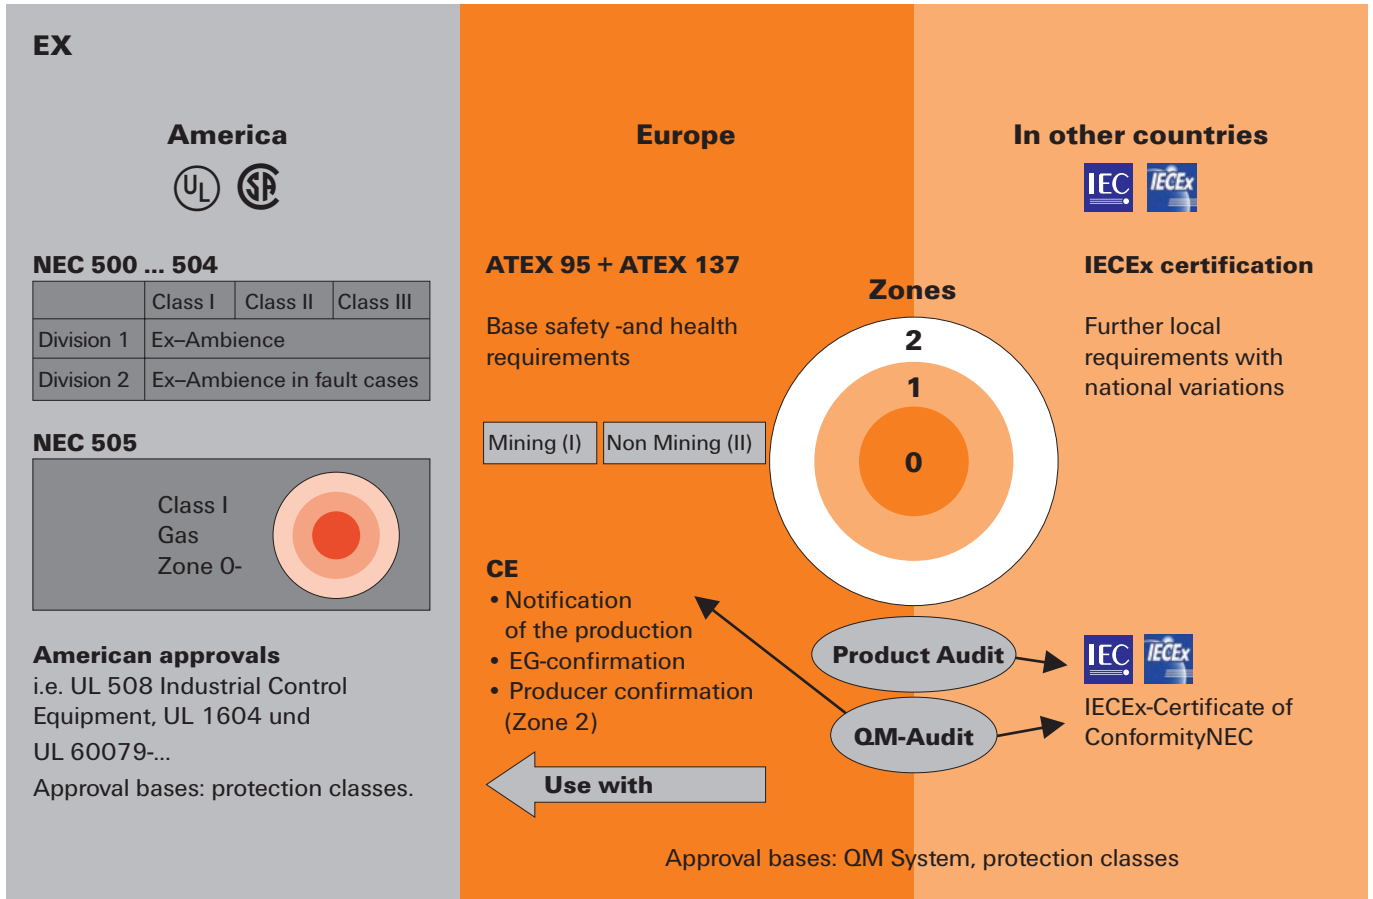 EX
America
UL
SA
NEC 500 ... 504
Class I
Class II
Class III
Division 1
Ex–Ambience
Division 2
Ex–Ambience in fault cases
NEC 505
Class I
Gas
Zone 0-
American approvals
i.e. UL 508 Industrial Control
Equipment, UL 1604 und
UL 60079-...
Approval bases: protection classes.
Europe
ATEX 95 + ATEX 137
Base safety -and health
requirements
Mining (I)
Non Mining (II)
CE
• Notification
of the production
• EG-confirmation
• Producer confirmation
(Zone 2)
Use with
Zones
2
1
0
Product Audit
QM-Audit
In other countries
IEC
IECEx
IECEx certification
Further local
requirements with
national variations
IEC
IECEx
IECEx-Certificate of
ConformityNEC
Approval bases: QM System, protection classes